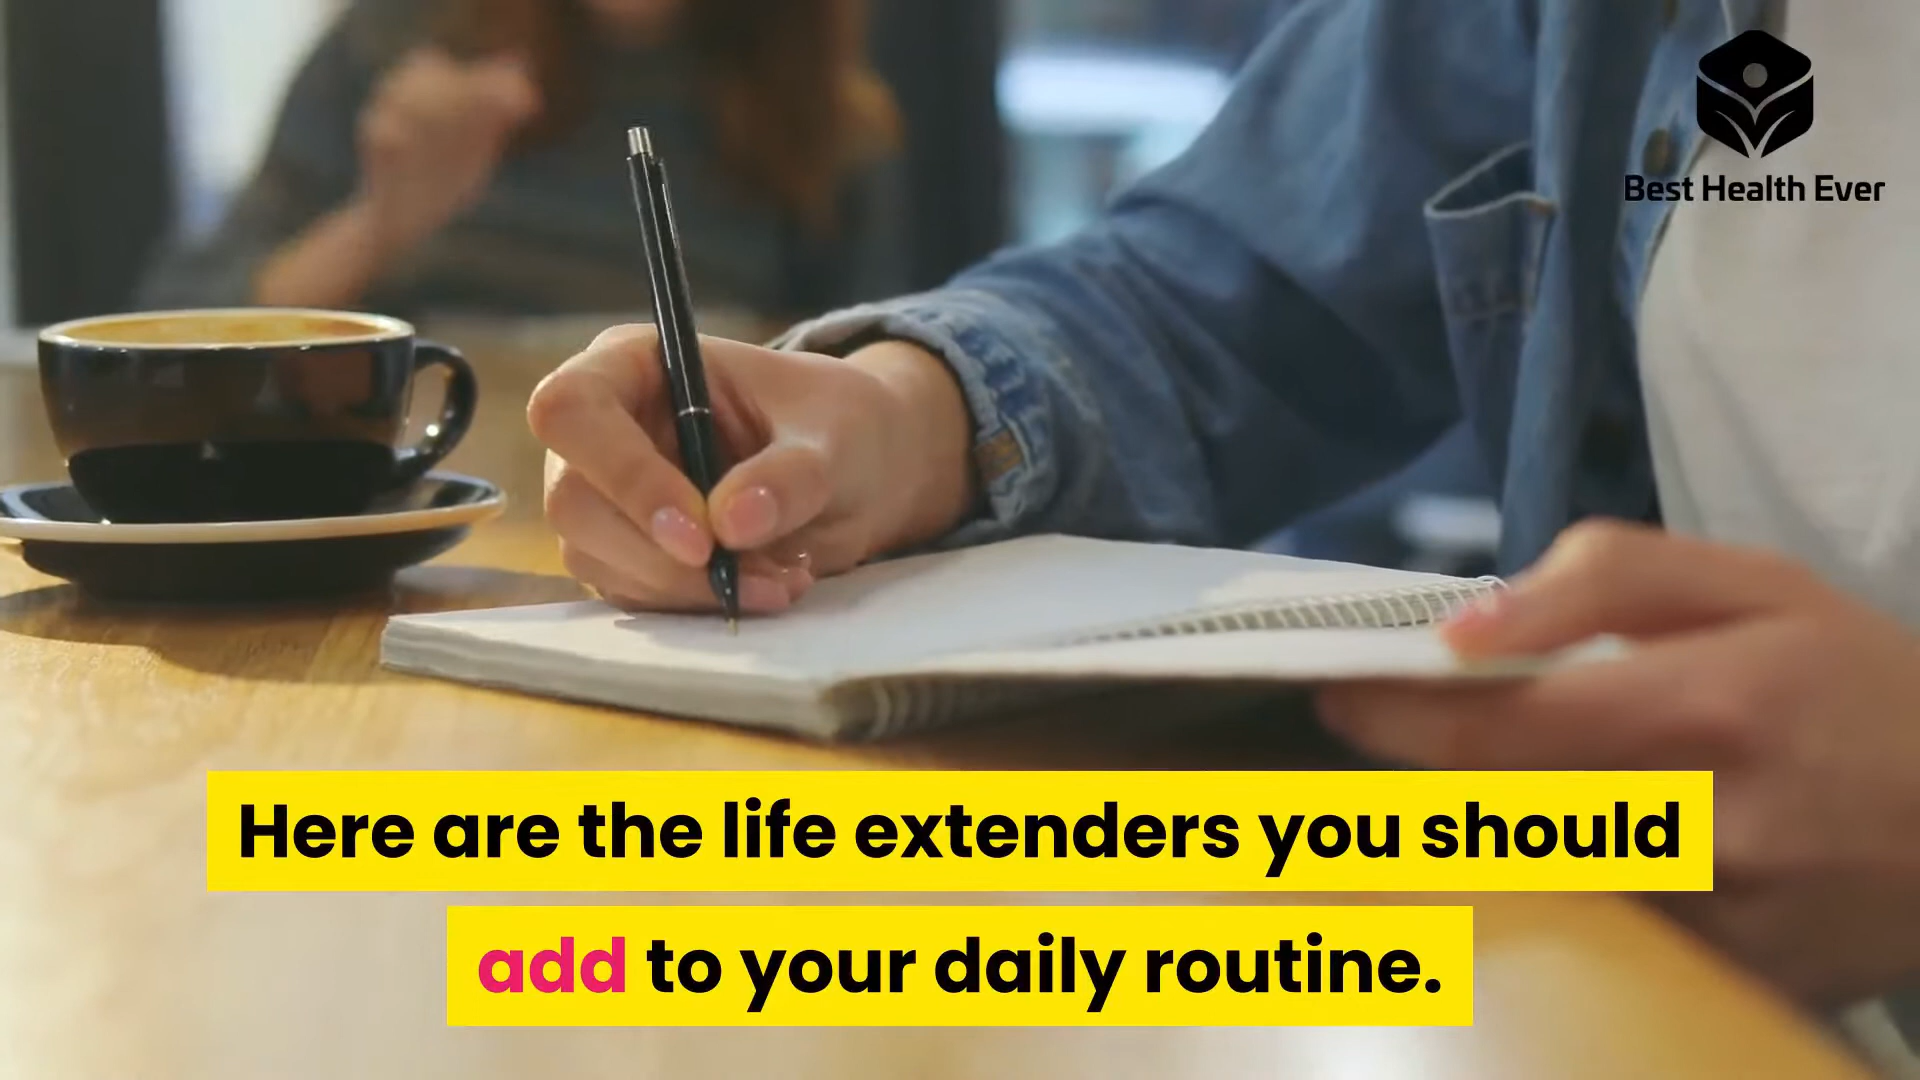 Best Health Ever
Here are the life extenders you should
add to your daily routine.